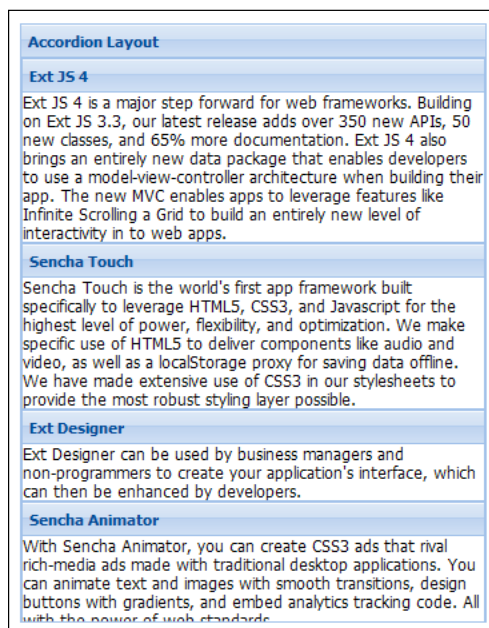 Accordion Layout
Ext JS 4
Ext JS 4 is a major step forward for web frameworks. Building
on Ext JS 3.3, our latest release adds over 350 new APIs, 50
new classes, and 65% more documentation. Ext JS 4 also
brings an entirely new data package that enables developers
to use a model-view-controller architecture when building their
app. The new MVC enables apps to leverage features like
Infinite Scrolling a Grid to build an entirely new level of
interactivity in to web apps.
Sencha Touch
Sencha Touch is the world's first app framework built
specifically to leverage HTML5, CSS3, and Javascript for the
highest level of power, flexibility, and optimization. We make
specific use of HTML5 to deliver components like audio and
video, as well as a localStorage proxy for saving data offline.
We have made extensive use of CSS3 in our stylesheets to
provide the most robust styling layer possible.
Ext Designer
Ext Designer can be used by business managers and
non-programmers to create your application's interface, which
can then be enhanced by developers.
Sencha Animator
With Sencha Animator, you can create CSS3 ads that rival
rich-media ads made with traditional desktop applications. You
can animate text and images with smooth transitions, design
buttons with gradients, and embed analytics tracking code. All
with the power of web standards.